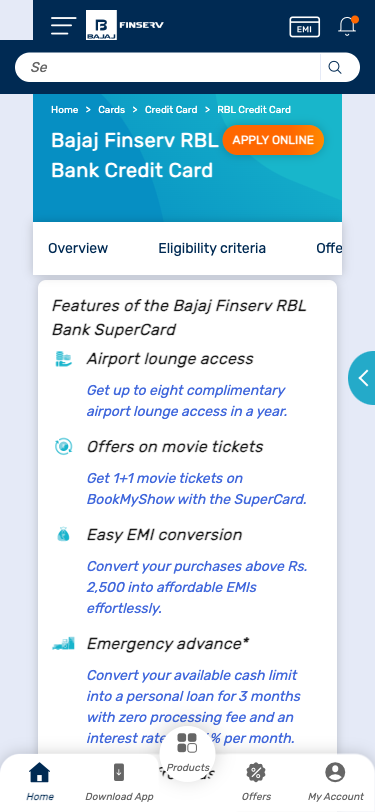 BAJAJ FINSERV EMI
Se
Home > Cards > Credit Card > RBL Credit Card
Bajaj Finserv RBL
Bank Credit Card
APPLY ONLINE
Overview Eligibility criteria Offe
Features of the Bajaj Finserv RBL
Bank SuperCard
Airport lounge access
Get up to eight complimentary
airport lounge access in a year.
Offers on movie tickets
Get 1+1 movie tickets on
BookMyShow with the SuperCard.
Easy EMI conversion
Convert your purchases above Rs.
2,500 into affordable EMIs
effortlessly.
Emergency advance*
Convert your available cash limit
into a personal loan for 3 months
with zero processing fee and an
interest rate % per month.
Products
Home Download App Offers My Account